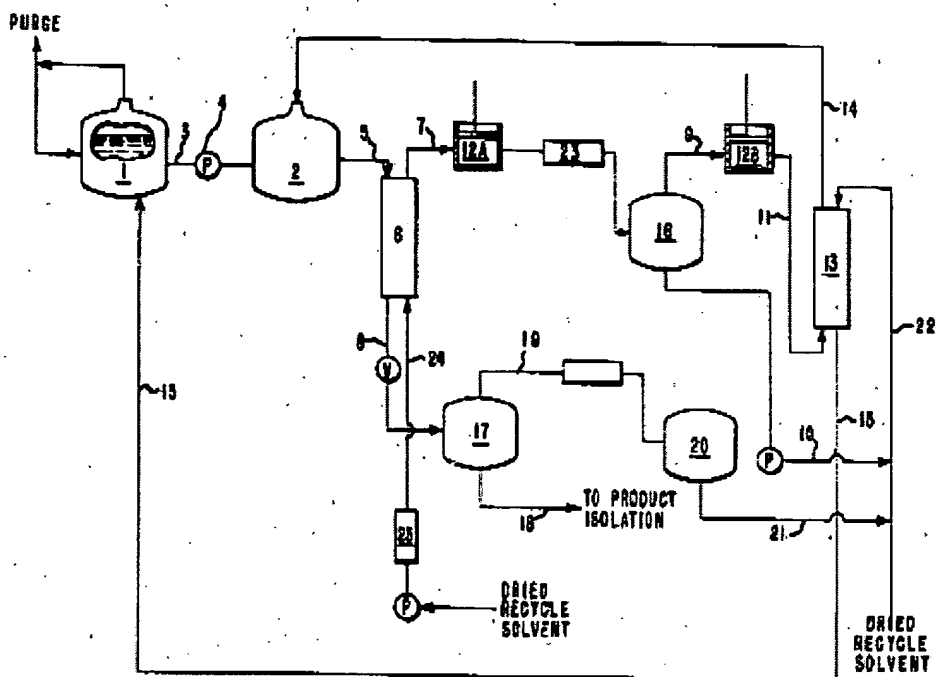 PURGE
4
3
P
1
2
5
7
12A
23
9
12B
14
11
6
16
13
8
24
22
V
19
15
15
17
20
P
10
18
TO PRODUCT
ISOLATION
21
25
P
DRIED
RECYCLE
SOLVENT
DRIED
RECYCLE
SOLVENT